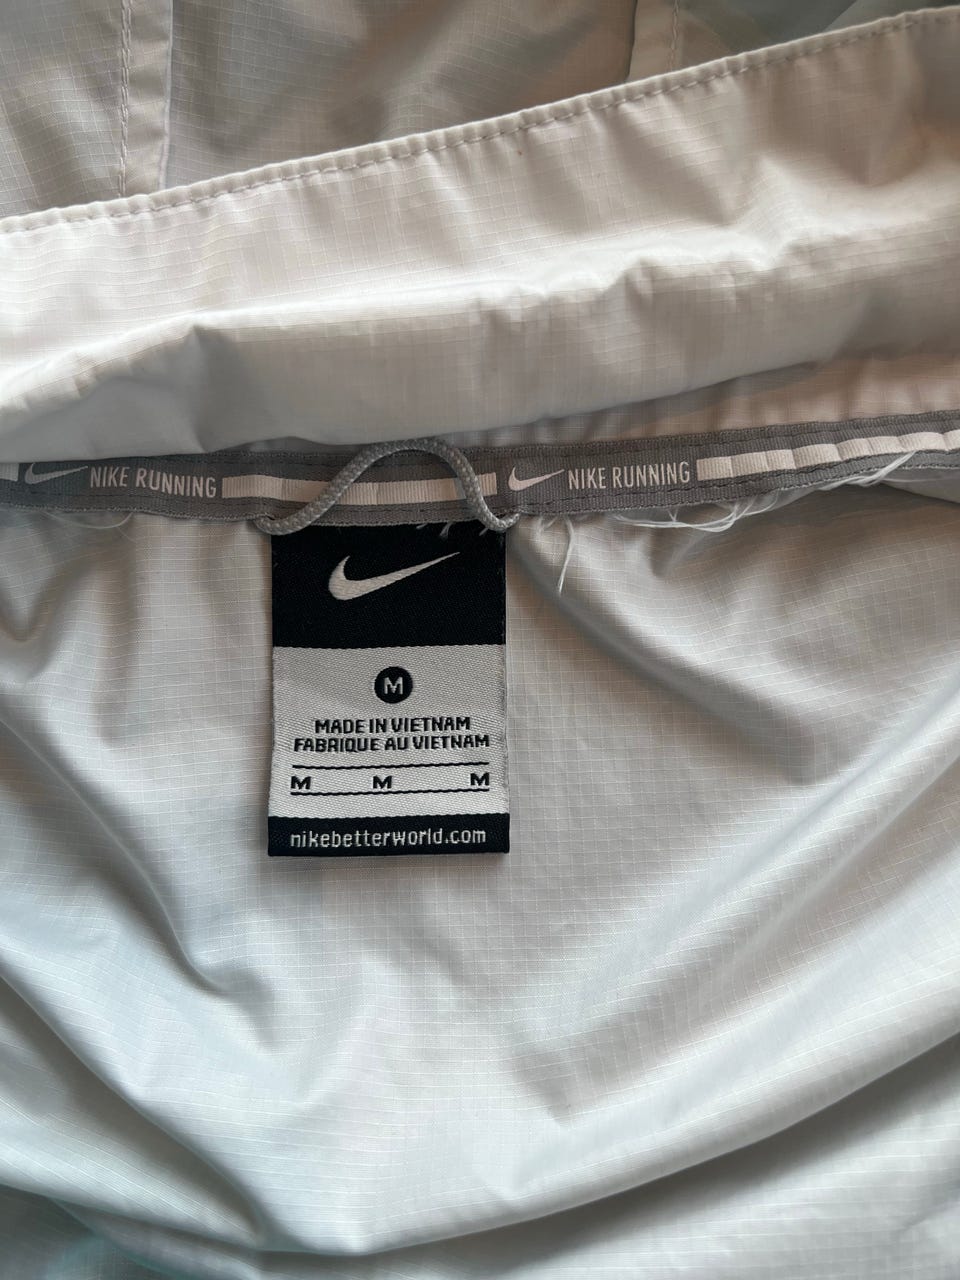 NIKE RUNNING
NIKE RUNNING
M
MADE IN VIETNAM
FABRIQUE AU VIETNAM
M M M
nikebetterworld.com